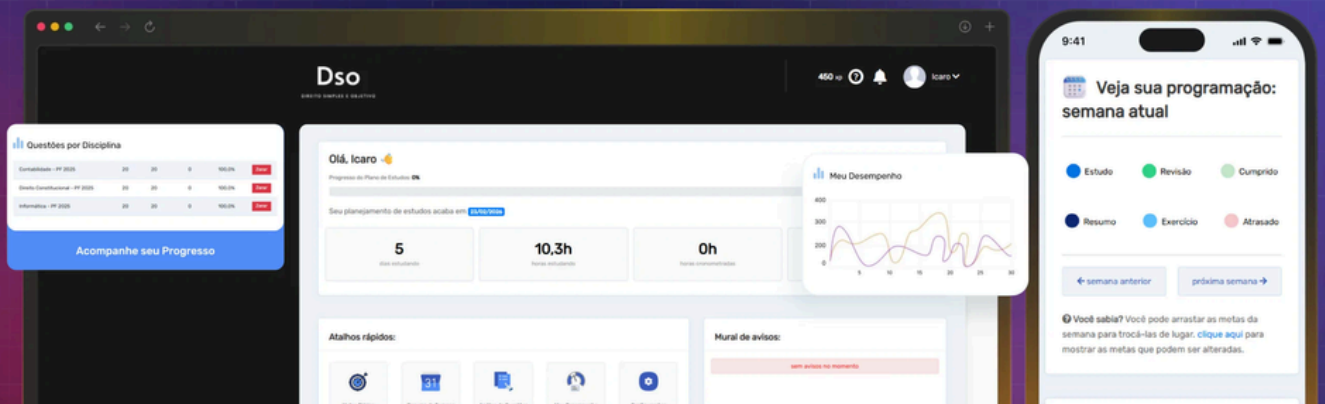 Dso
DIREITO SIMPLES E OBJETIVO
450 xp
Icaro
Questões por Disciplina
Contabilidade - PF 2025 20 20 0 100,0% Zerar
Direito Constitucional - PF 2025 20 20 0 100,0% Zerar
Informática - PF 2025 20 20 0 100,0% Zerar
Acompanhe seu Progresso
Olá, Icaro
Progresso do Plano de Estudos: 0%
Seu planejamento de estudos acaba em 23/02/2026
5
dias estudando
10,3h
horas estudando
0h
horas cronometradas
Meu Desempenho
400
300
200
0
5 10 15 20 25 30
Atalhos rápidos:
31
Mural de avisos:
sem avisos no momento
9:41
Veja sua programação:
semana atual
Estudo Revisão Cumprido
Resumo Exercício Atrasado
← semana anterior próxima semana →
Você sabia? Você pode arrastar as metas da
semana para trocá-las de lugar. clique aqui para
mostrar as metas que podem ser alteradas.